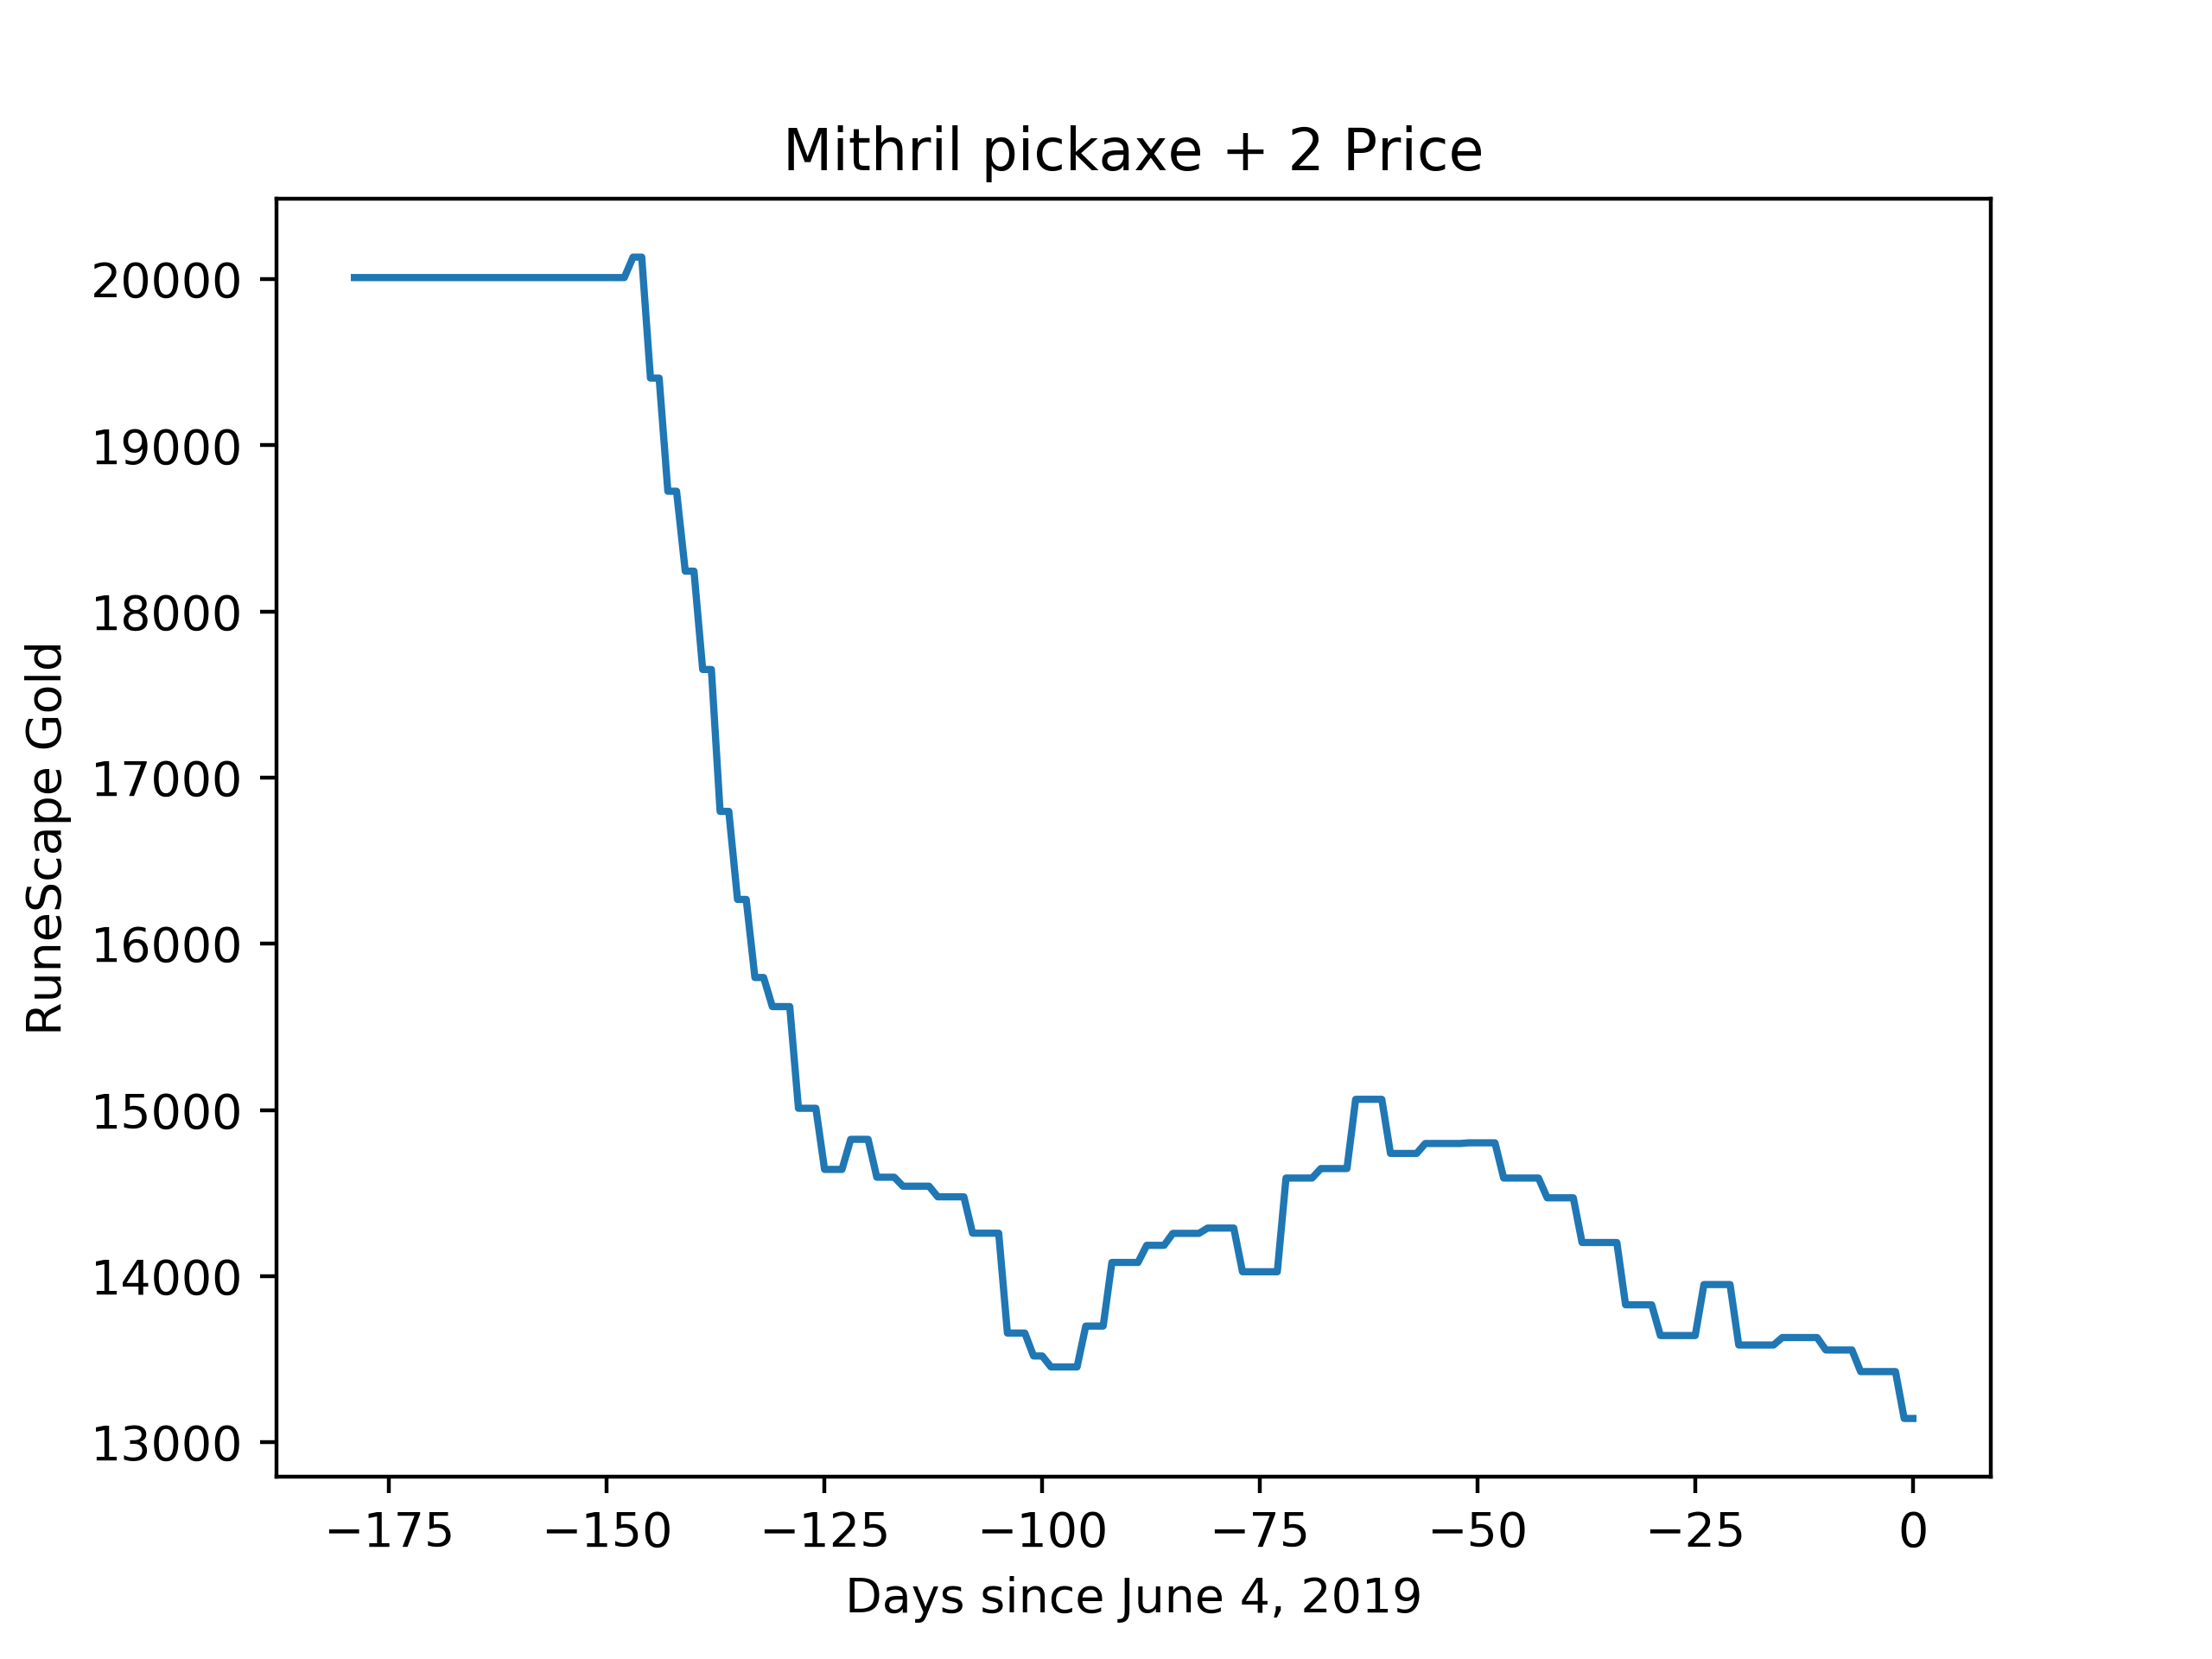 Mithril pickaxe + 2 Price
RuneScape Gold
20000
19000
18000
17000
16000
15000
14000
13000
−175 −150 −125 −100 −75 −50 −25 0
Days since June 4, 2019